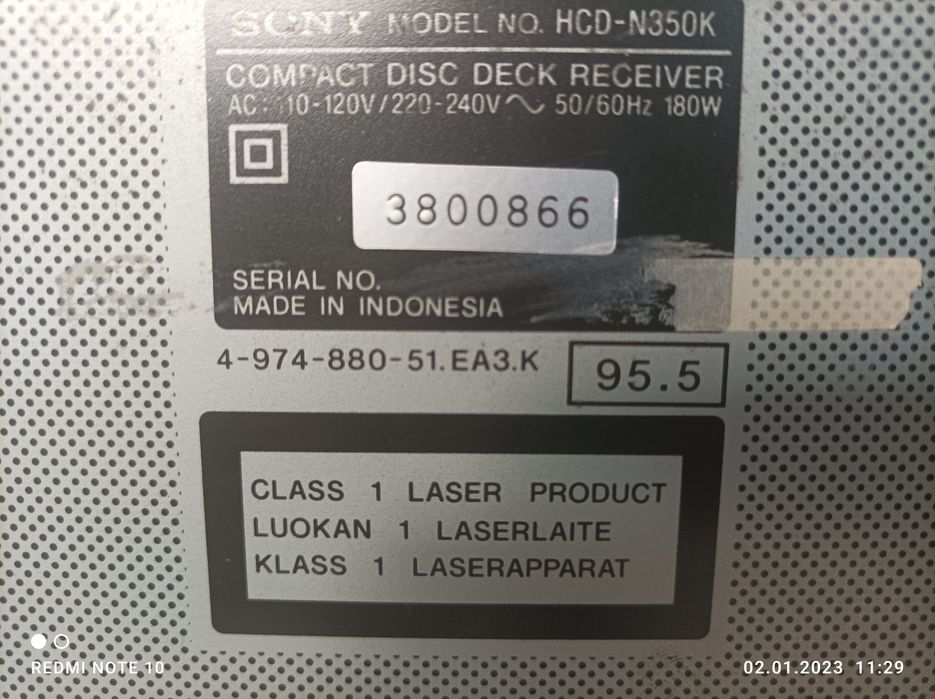 SONY MODEL NO. HCD-N350K
COMPACT DISC DECK RECEIVER
AC: 110-120V/220-240V～ 50/60Hz 180W
3800866
SERIAL NO.
MADE IN INDONESIA
4-974-880-51.EA3.K
95.5
CLASS 1 LASER PRODUCT
LUOKAN 1 LASERLAITE
KLASS 1 LASERAPPARAT
REDMI NOTE 10
02.01.2023 11:29